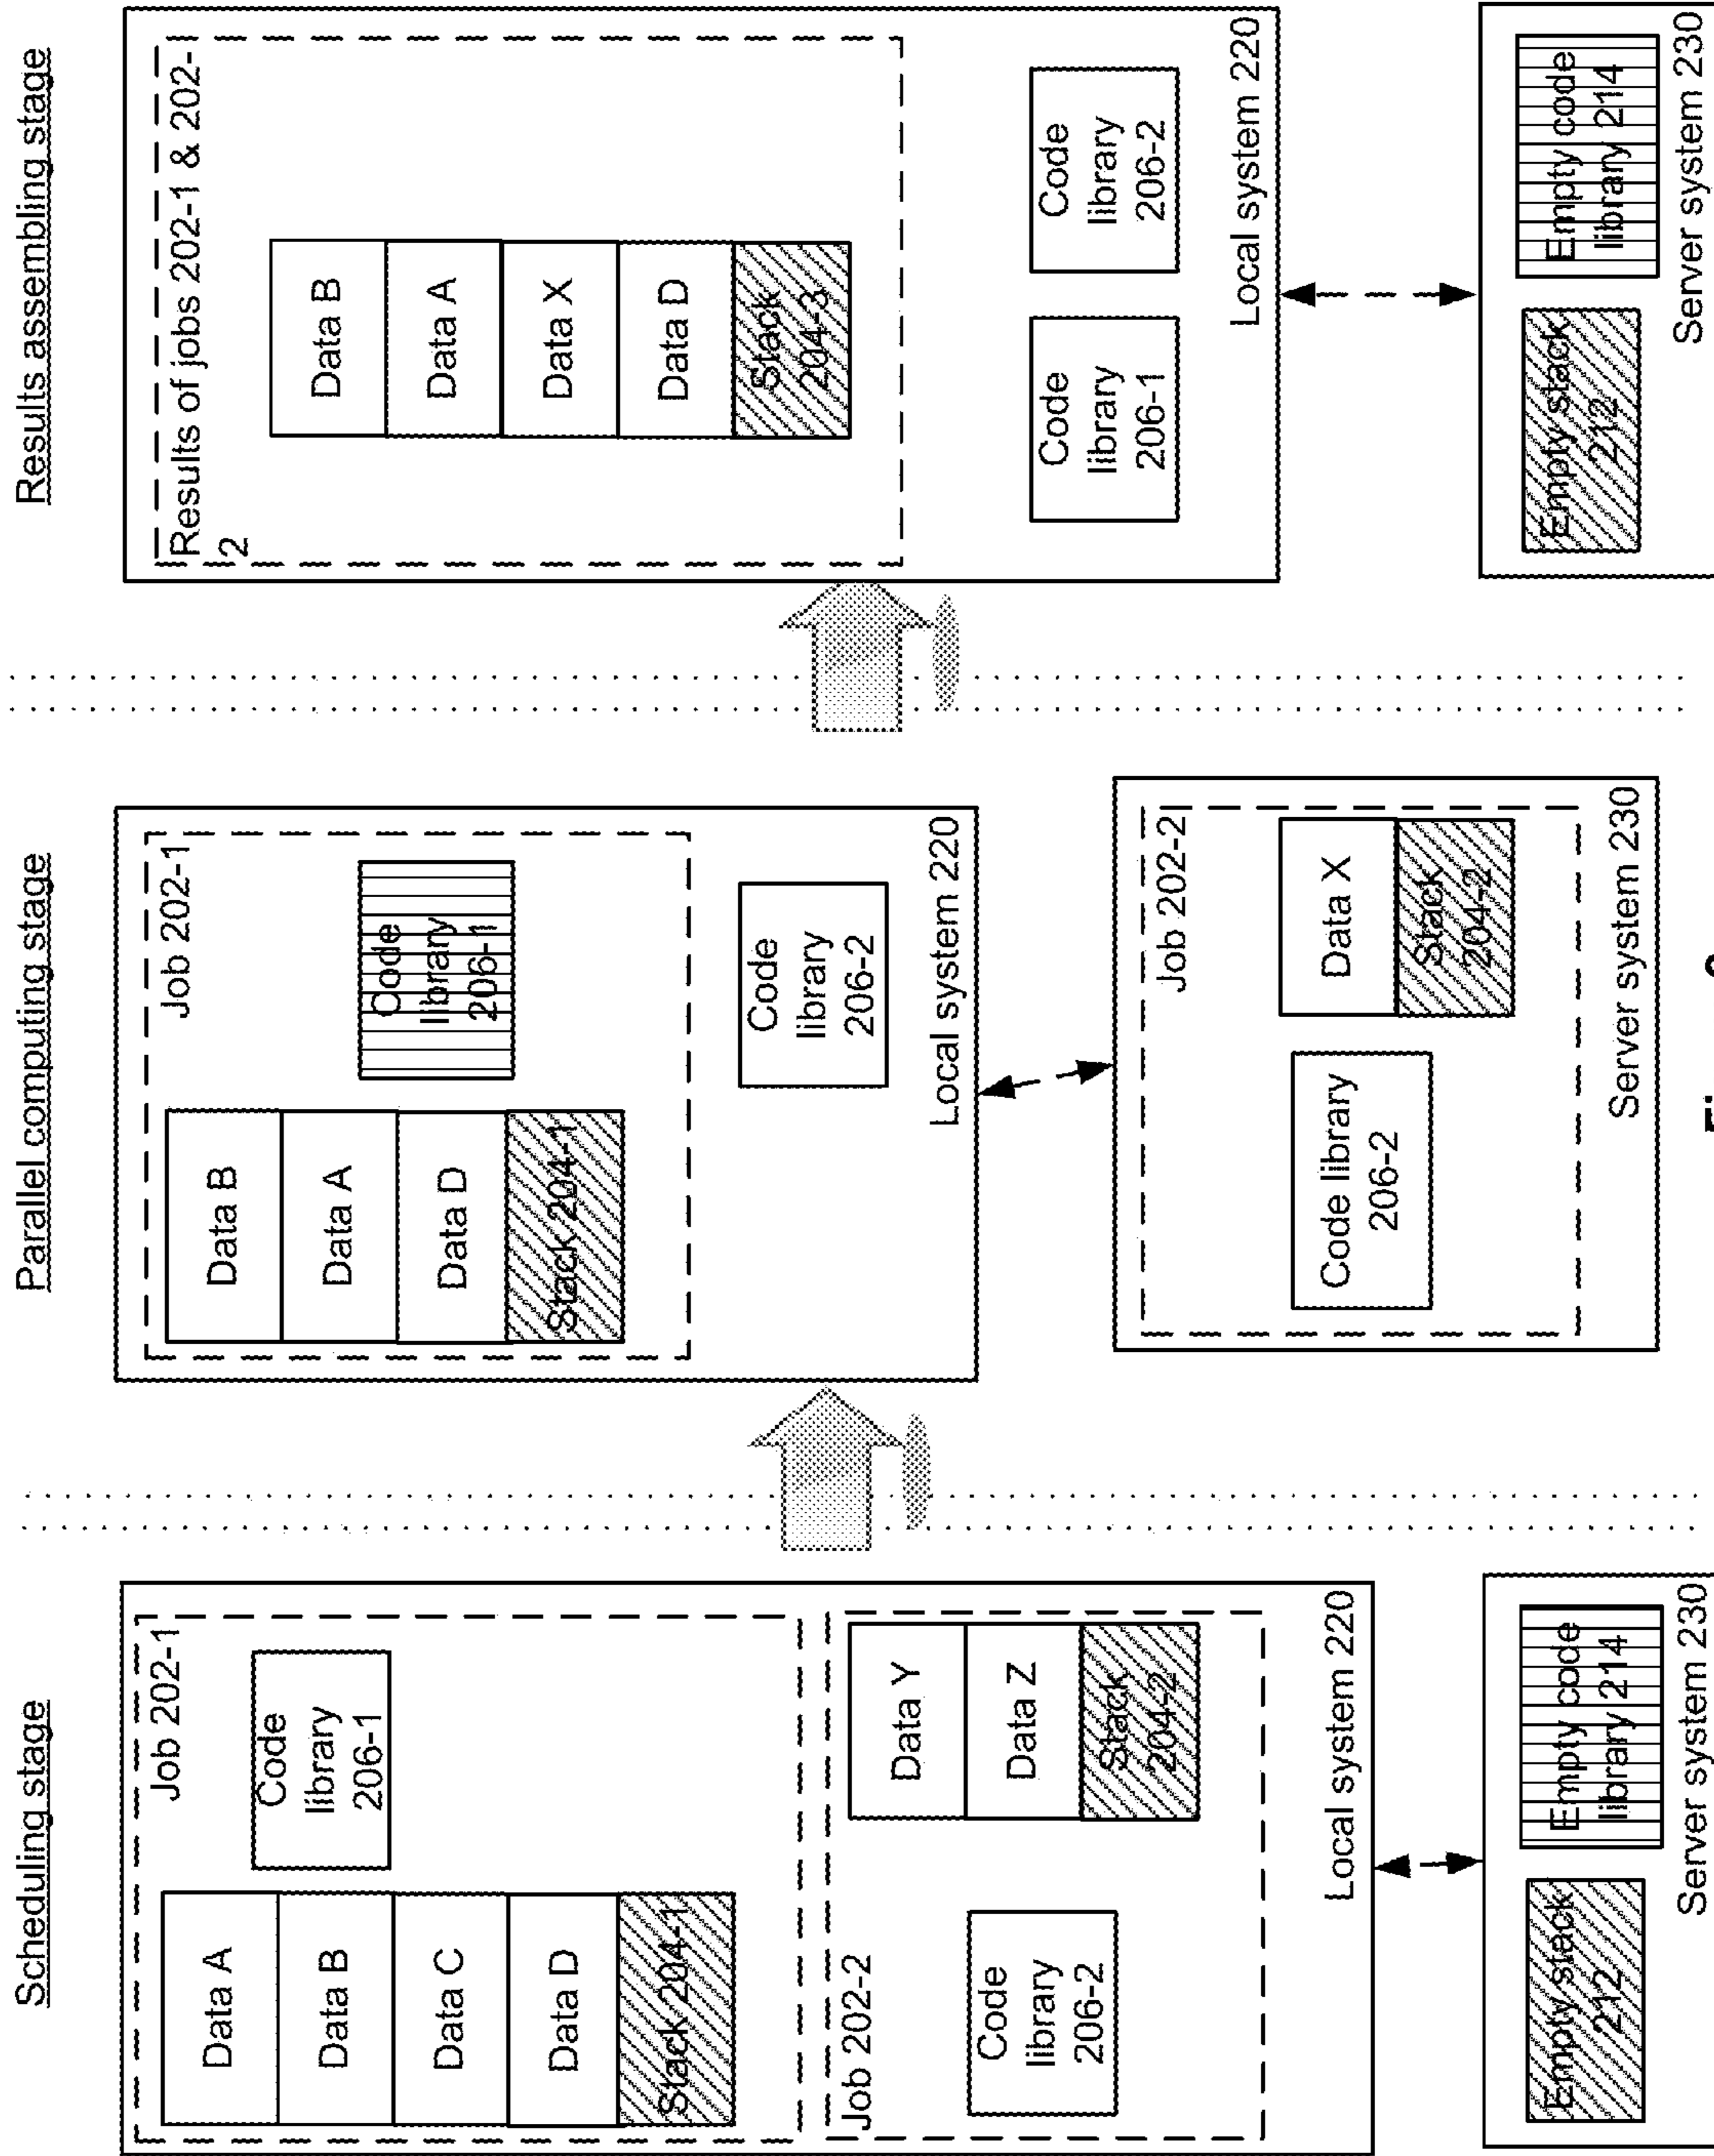 Scheduling stage
Job 202-1
Data A
Data B
Data C
Data D
Stack 204-1
Code
library
206-1
Job 202-2
Code
library
206-2
Data Y
Data Z
Stack
204-2
Local system 220
Empty stack
212
Empty code
library 214
Server system 230
Parallel computing stage
Job 202-1
Data B
Data A
Data D
Stack 204-1
Code
library
206-1
Code
library
206-2
Local system 220
Job 202-2
Code library
206-2
Data X
Stack
204-2
Server system 230
Results assembling stage
Results of jobs 202-1 & 202-
2
Data B
Data A
Data X
Data D
Stack
204-3
Code
library
206-1
Code
library
206-2
Local system 220
Empty stack
212
Empty code
library 214
Server system 230